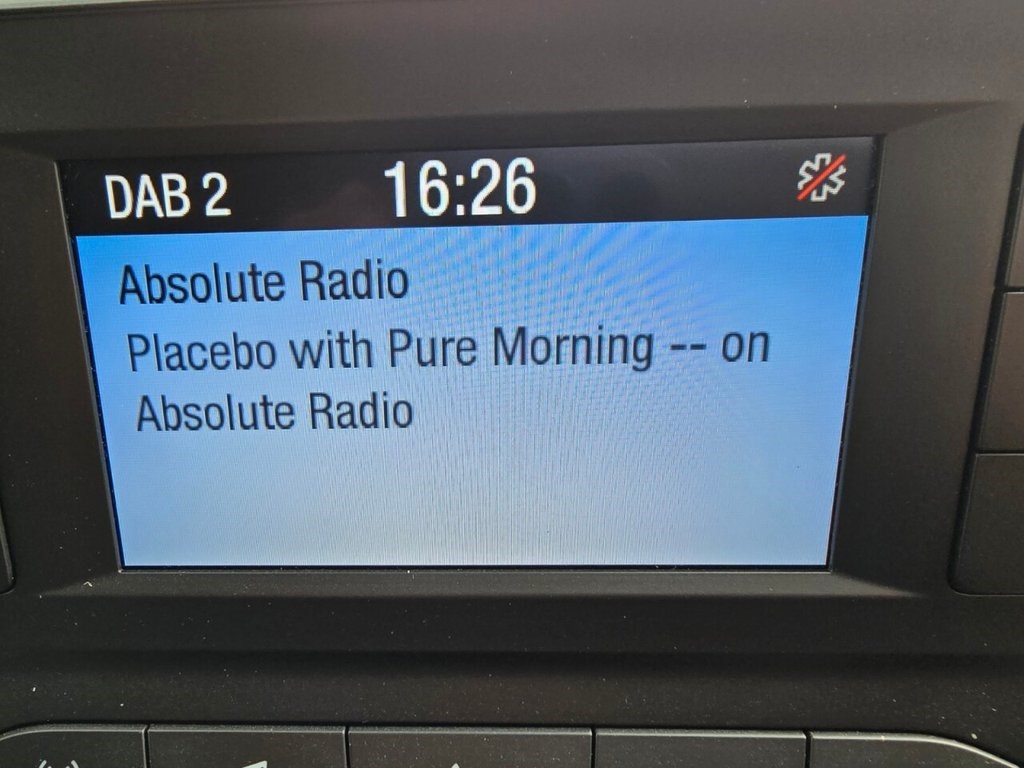 DAB 2 16:26
Absolute Radio
Placebo with Pure Morning -- on
Absolute Radio